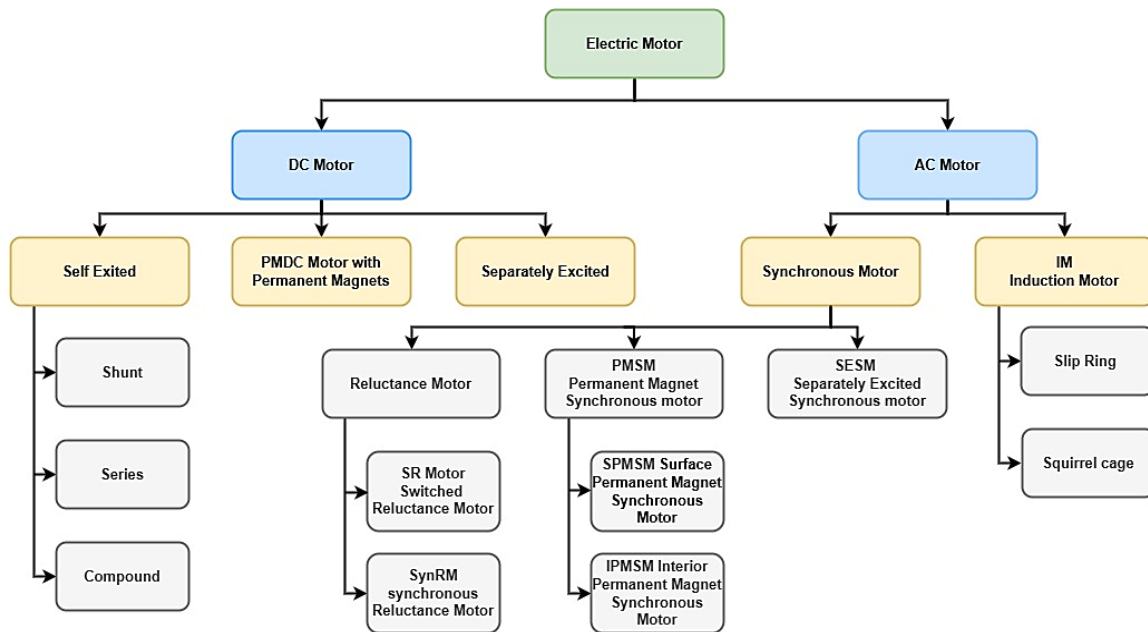 Electric Motor
DC Motor
AC Motor
Self Exited
PMDC Motor with
Permanent Magnets
Separately Excited
Synchronous Motor
IM
Induction Motor
Shunt
Series
Compound
Reluctance Motor
SR Motor
Switched
Reluctance Motor
SynRM
synchronous
Reluctance Motor
PMSM
Permanent Magnet
Synchronous motor
SPMSM Surface
Permanent Magnet
Synchronous
Motor
IPMSM Interior
Permanent Magnet
Synchronous
Motor
SESM
Separately Excited
Synchronous motor
Slip Ring
Squirrel cage